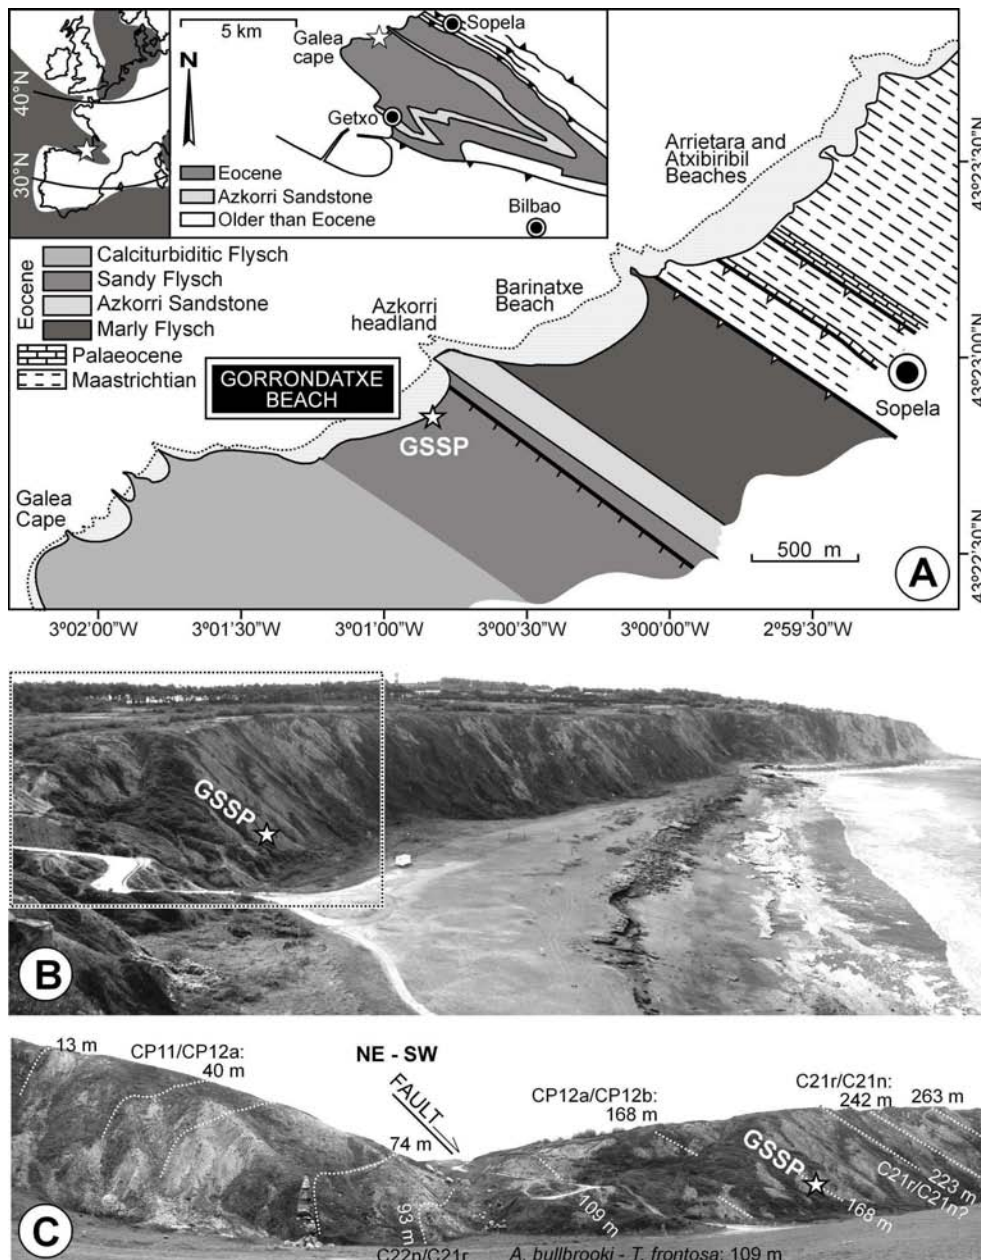 40°N
30°N
5 km
N
Galea
cape
Sopela
Getxo
Bilbao
Eocene
Azkorri Sandstone
Older than Eocene
Eocene
Calciturbiditic Flysch
Sandy Flysch
Azkorri Sandstone
Marly Flysch
Palaeocene
Maastrichtian
Arrietara and
Atxibiribil
Beaches
Barinatxe
Beach
Azkorri
headland
GORRONDATXE
BEACH
GSSP
Sopela
Galea
Cape
500 m
A
43°23'30"N
43°23'00"N
43°22'30"N
3°02'00"W
3°01'30"W
3°01'00"W
3°00'30"W
3°00'00"W
2°59'30"W
GSSP
B
NE - SW
13 m
CP11/CP12a:
40 m
FAULT
74 m
93 m
C22n/C21r
CP12a/CP12b:
168 m
109 m
A. bullbrooki - T. frontosa: 109 m
C21r/C21n:
242 m
263 m
GSSP
168 m
223 m
C21r/C21n?
C